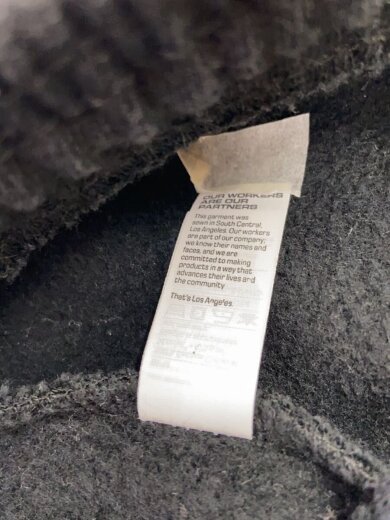 OUR WORKERS
ARE OUR
PARTNERS
This garment was
sewn in South Central,
Los Angeles. Our workers
are part of our company;
we know their names and
faces, and we are
committed to making
products in a way that
advances their lives and
the community.
That's Los Angeles.